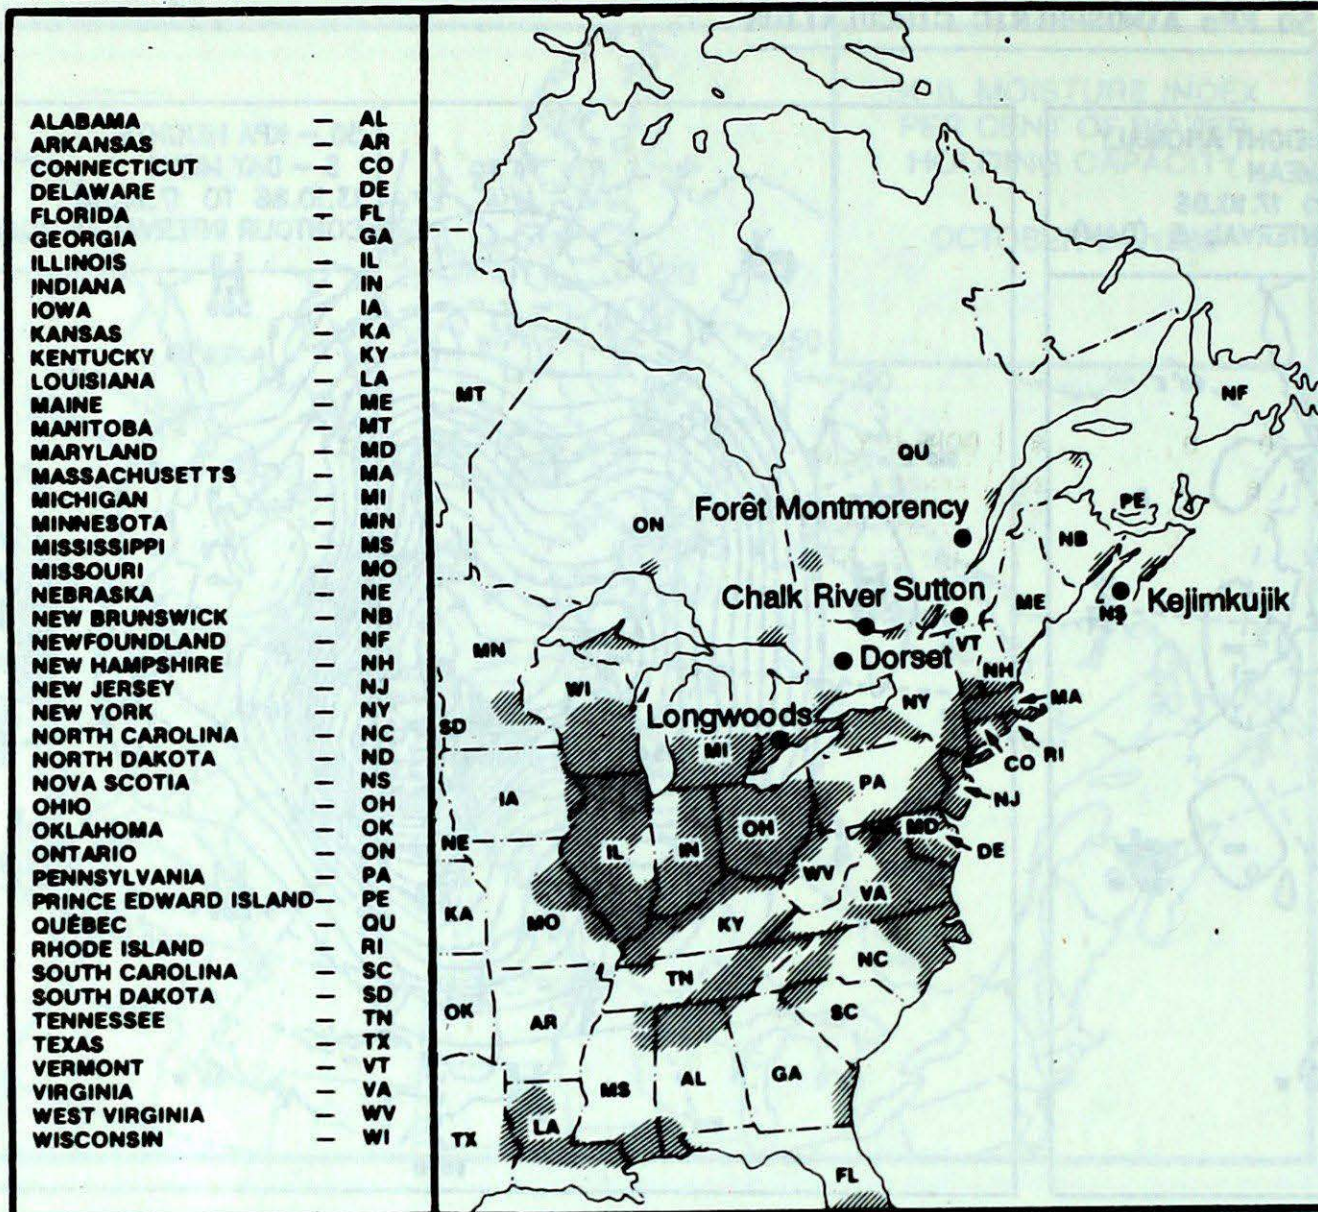 ALABAMA – AL
ARKANSAS – AR
CONNECTICUT – CO
DELAWARE – DE
FLORIDA – FL
GEORGIA – GA
ILLINOIS – IL
INDIANA – IN
IOWA – IA
KANSAS – KA
KENTUCKY – KY
LOUISIANA – LA
MAINE – ME
MANITOBA – MT
MARYLAND – MD
MASSACHUSETTS – MA
MICHIGAN – MI
MINNESOTA – MN
MISSISSIPPI – MS
MISSOURI – MO
NEBRASKA – NE
NEW BRUNSWICK – NB
NEWFOUNDLAND – NF
NEW HAMPSHIRE – NH
NEW JERSEY – NJ
NEW YORK – NY
NORTH CAROLINA – NC
NORTH DAKOTA – ND
NOVA SCOTIA – NS
OHIO – OH
OKLAHOMA – OK
ONTARIO – ON
PENNSYLVANIA – PA
PRINCE EDWARD ISLAND – PE
QUÉBEC – QU
RHODE ISLAND – RI
SOUTH CAROLINA – SC
SOUTH DAKOTA – SD
TENNESSEE – TN
TEXAS – TX
VERMONT – VT
VIRGINIA – VA
WEST VIRGINIA – WV
WISCONSIN – WI
MT
NF
QU
PE
ON
Forêt Montmorency
NB
Chalk River
Sutton
ME
NS
Kejimkujik
MN
VT
Dorset
NH
WI
NY
MA
Longwoods
SD
MI
RI
CO
PA
IA
NJ
OH
MD
NE
IL
IN
DE
WV
VA
KA
MO
KY
NC
TN
OK
AR
SC
MS
AL
GA
LA
TX
FL